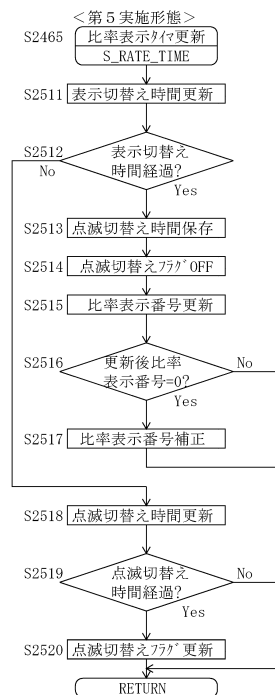 ＜第５実施形態＞
S2465
比率表示ﾀｲﾏ更新
S_RATE_TIME
S2511
表示切替え時間更新
S2512
表示切替え
時間経過?
No
Yes
S2513
点滅切替え時間保存
S2514
点滅切替えﾌﾗｸﾞOFF
S2515
比率表示番号更新
S2516
更新後比率
表示番号=0?
No
Yes
S2517
比率表示番号補正
S2518
点滅切替え時間更新
S2519
点滅切替え
時間経過?
No
Yes
S2520
点滅切替えﾌﾗｸﾞ更新
RETURN